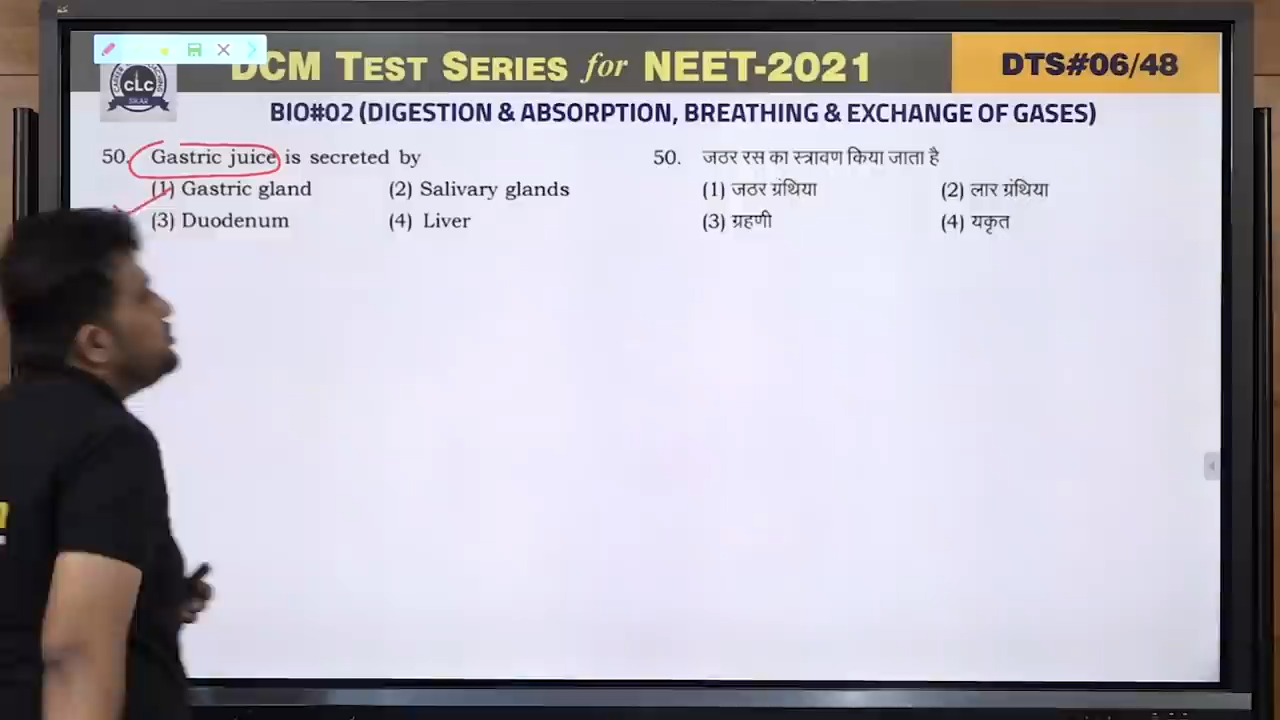 DCM TEST SERIES for NEET-2021
DTS#06/48
CLC
SIKAR
BIO#02 (DIGESTION & ABSORPTION, BREATHING & EXCHANGE OF GASES)
50. Gastric juice is secreted by
(1) Gastric gland (2) Salivary glands
(3) Duodenum (4) Liver
50. जठर रस का स्त्रावण किया जाता है
(1) जठर ग्रंथिया (2) लार ग्रंथिया
(3) ग्रहणी (4) यकृत